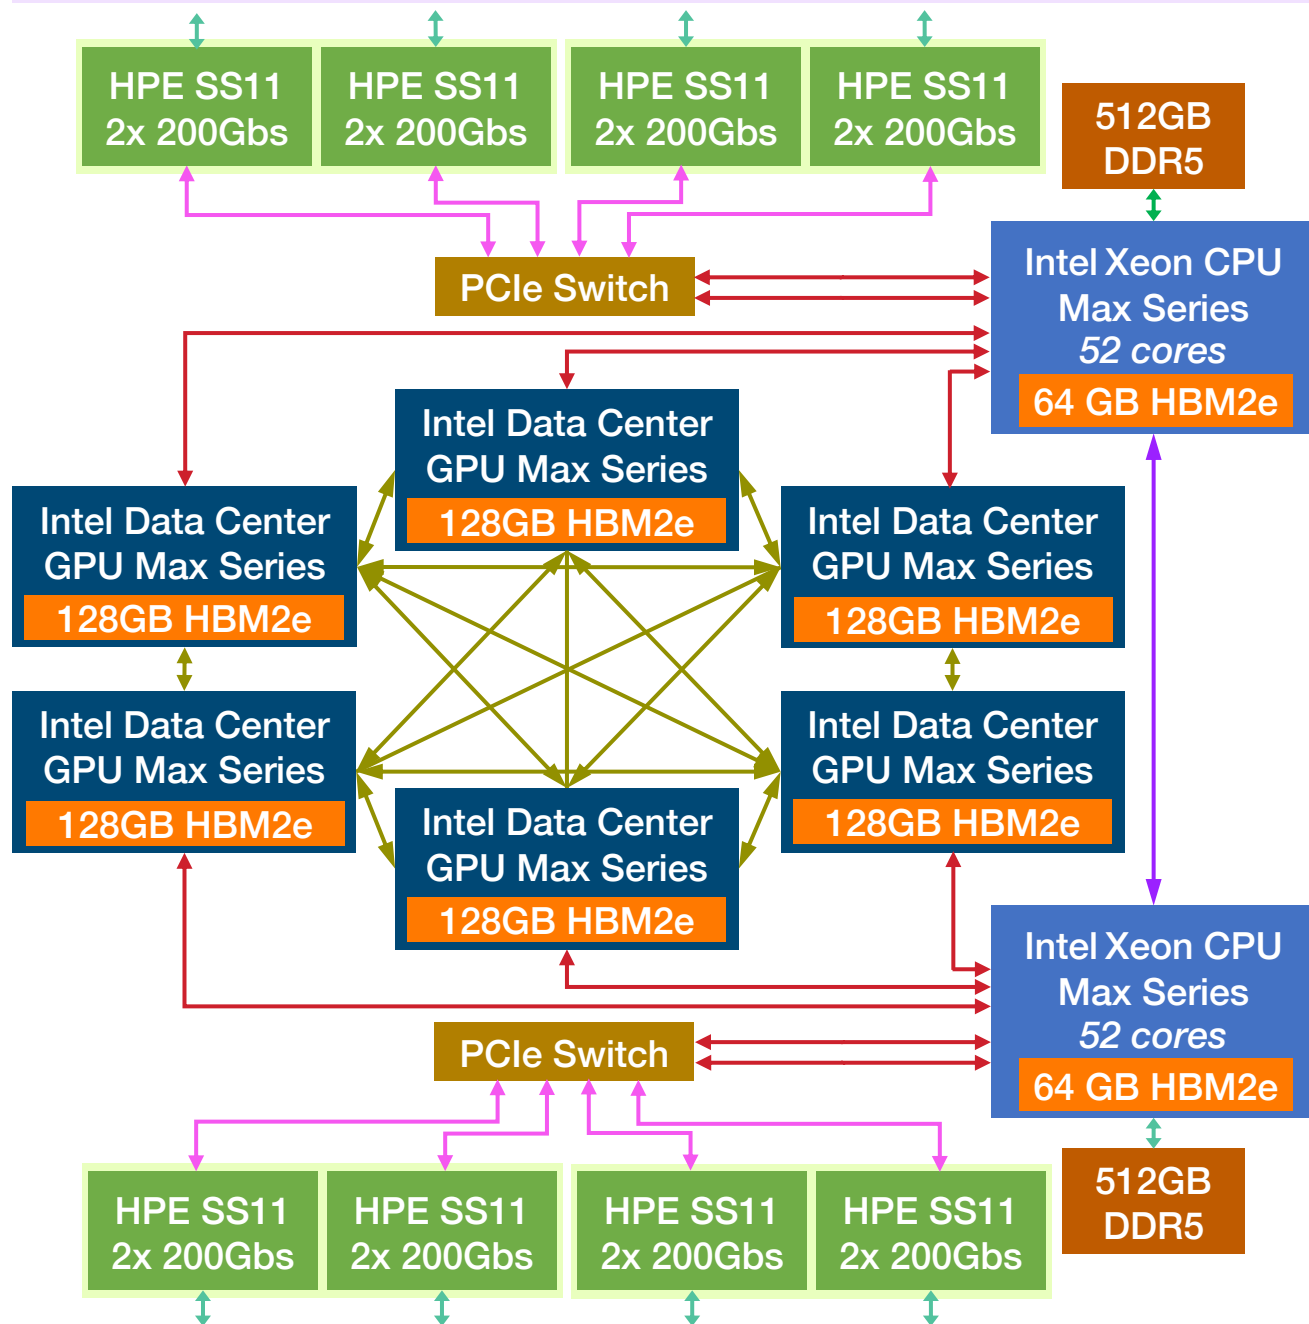 HPE SS11
2x 200Gbs
HPE SS11
2x 200Gbs
HPE SS11
2x 200Gbs
HPE SS11
2x 200Gbs
512GB
DDR5
PCIe Switch
Intel Xeon CPU
Max Series
52 cores
64 GB HBM2e
Intel Data Center
GPU Max Series
128GB HBM2e
Intel Data Center
GPU Max Series
128GB HBM2e
Intel Data Center
GPU Max Series
128GB HBM2e
Intel Data Center
GPU Max Series
128GB HBM2e
Intel Data Center
GPU Max Series
128GB HBM2e
Intel Data Center
GPU Max Series
128GB HBM2e
Intel Xeon CPU
Max Series
52 cores
64 GB HBM2e
PCIe Switch
HPE SS11
2x 200Gbs
HPE SS11
2x 200Gbs
HPE SS11
2x 200Gbs
HPE SS11
2x 200Gbs
512GB
DDR5